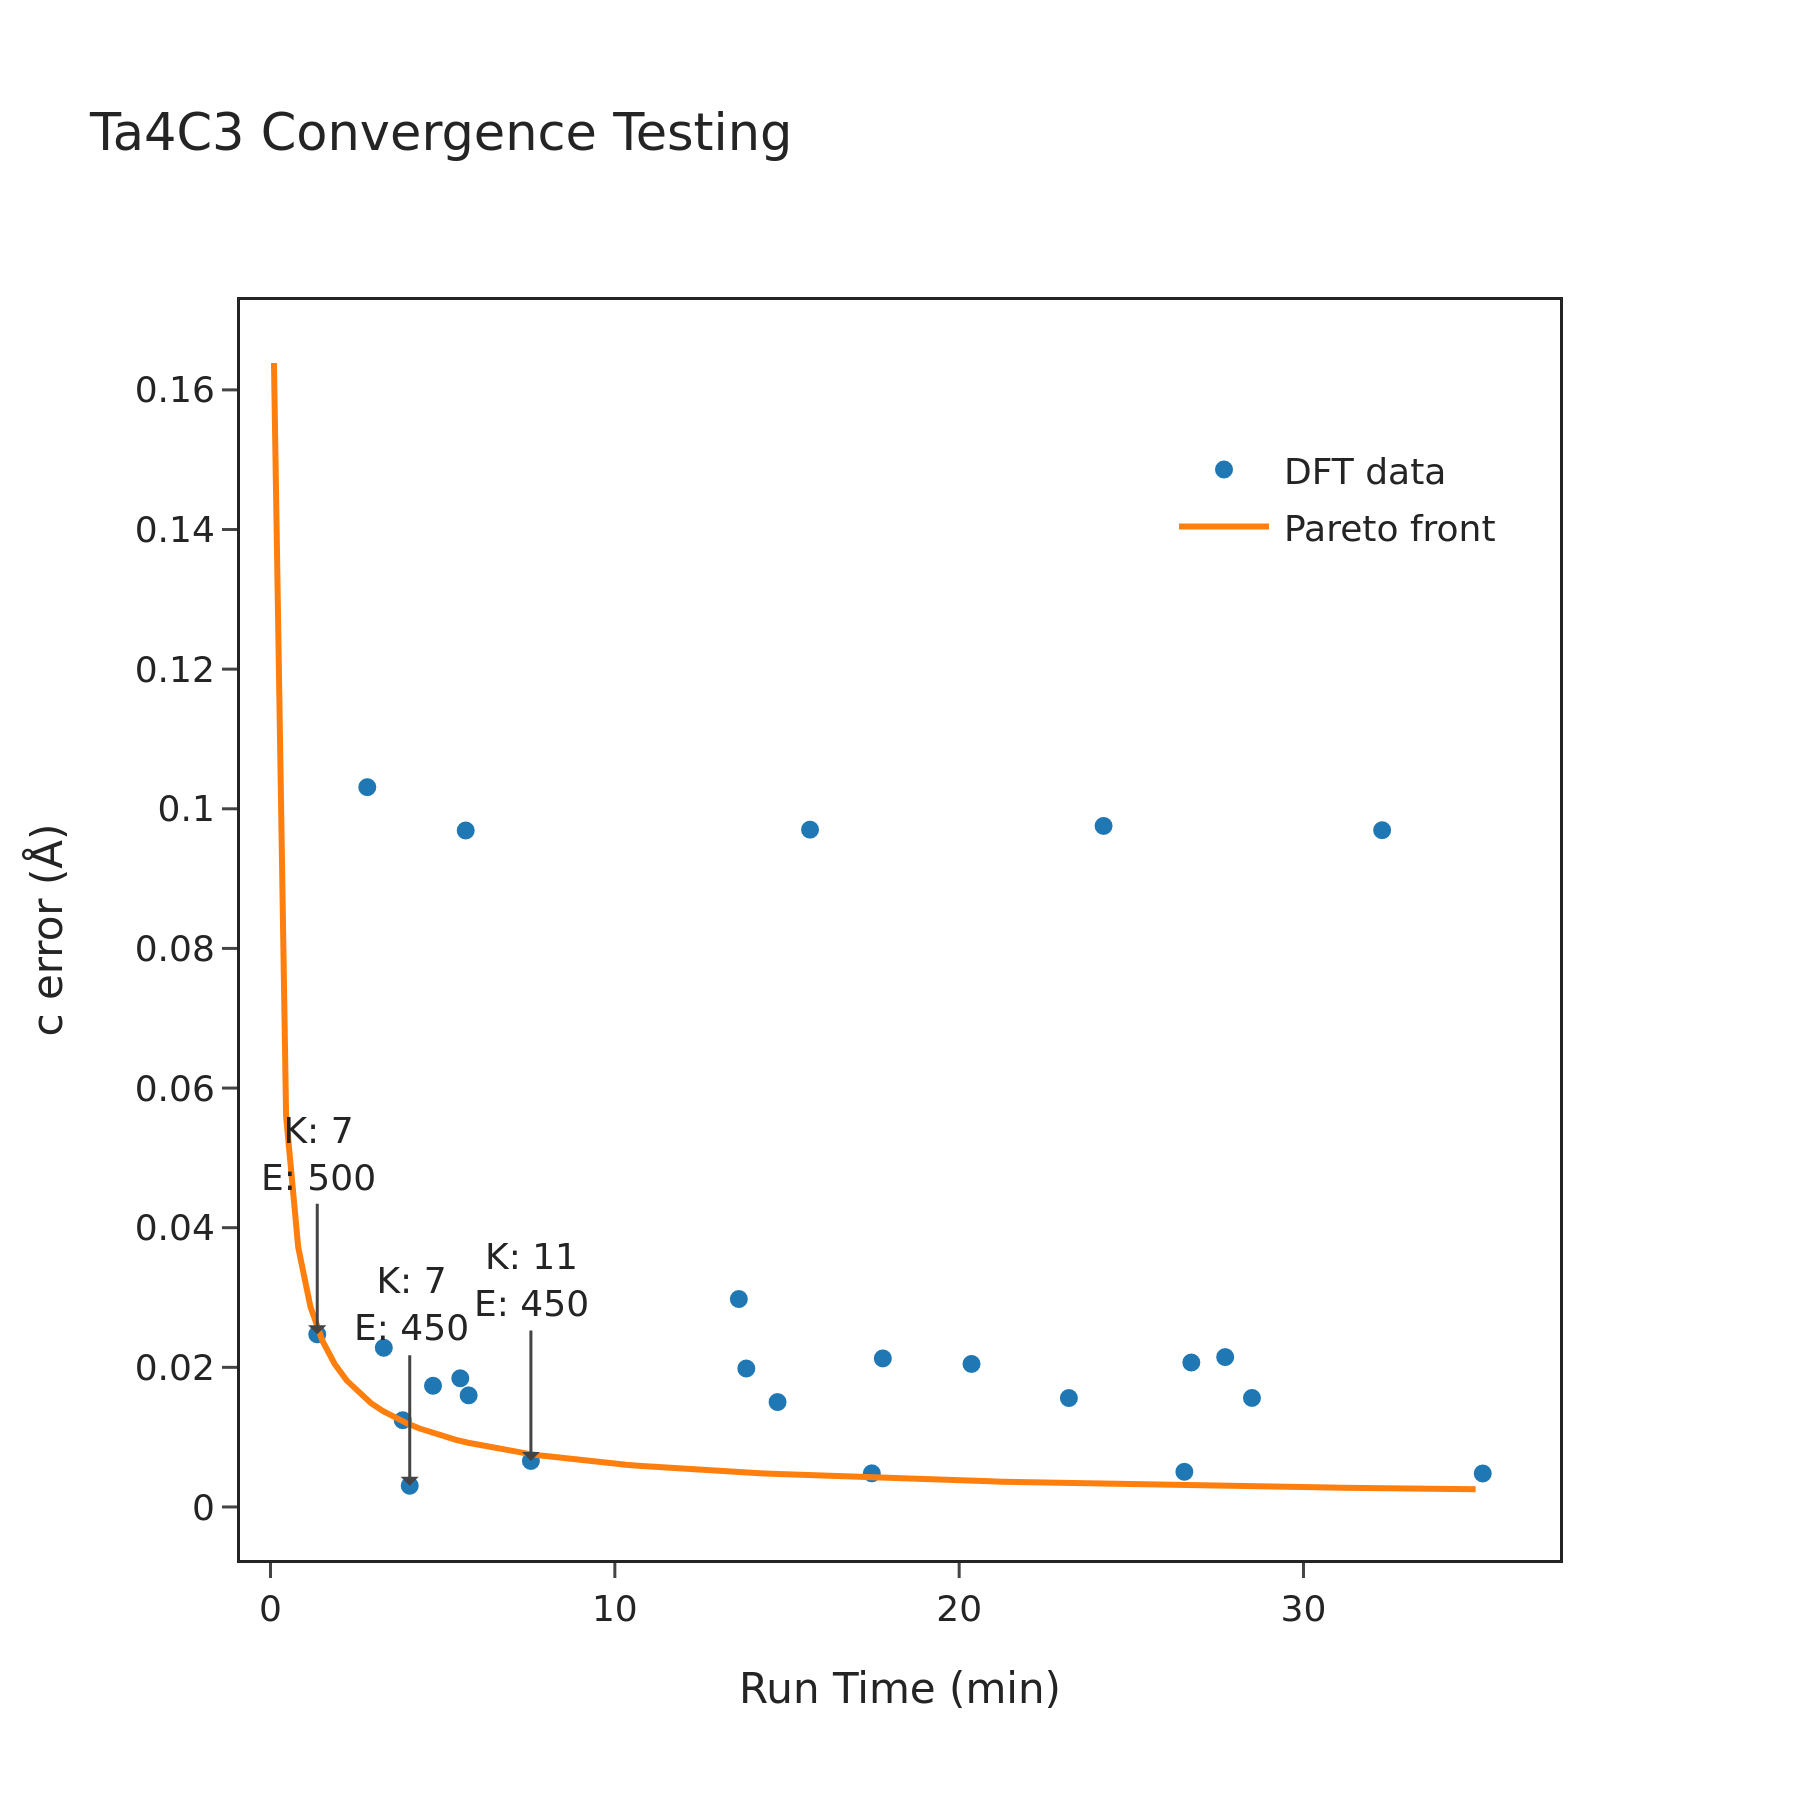 Ta4C3 Convergence Testing
0.16
0.14
0.12
0.1
0.08
0.06
0.04
0.02
0
c error (Å)
DFT data
Pareto front
K: 7
E: 500
K: 7
E: 450
K: 11
E: 450
0
10
20
30
Run Time (min)